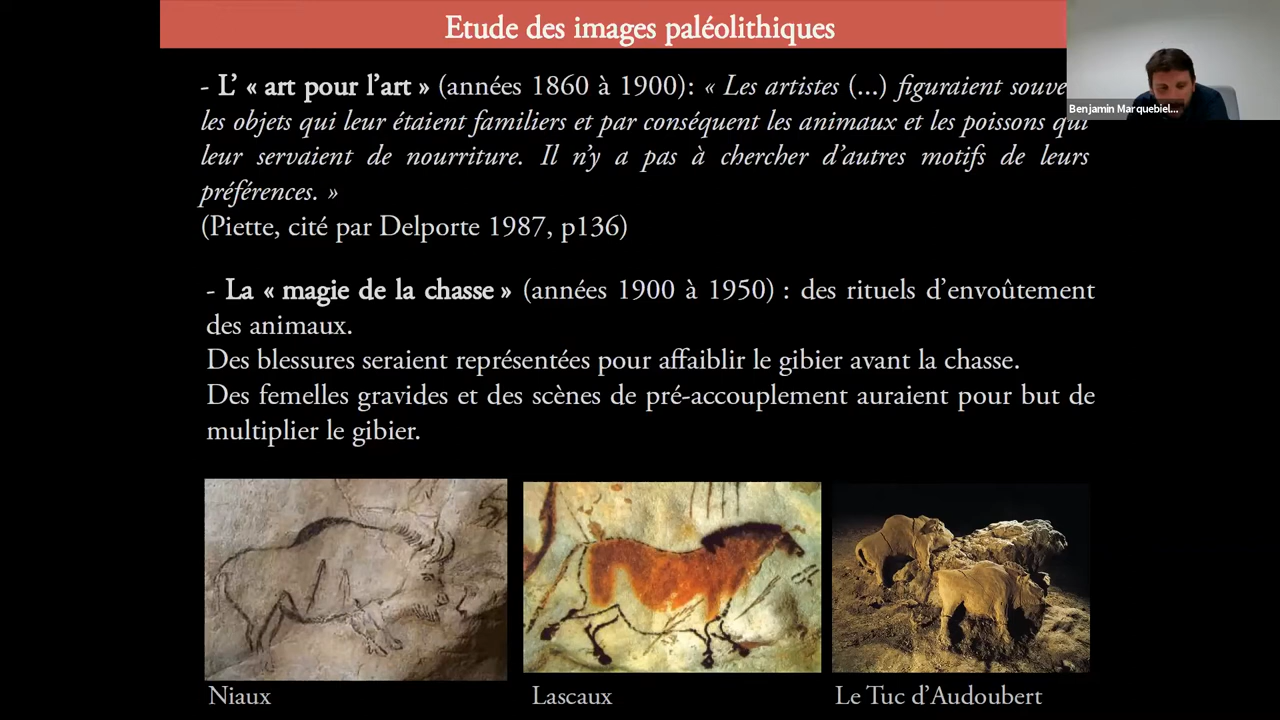 Etude des images paléolithiques
- L' « art pour l'art » (années 1860 à 1900): « Les artistes (...) figuraient
les objets qui leur étaient familiers et par conséquent les animaux et les poissons qui
leur servaient de nourriture. Il n'y a pas à chercher d'autres motifs de leurs
préférences. »
(Piette, cité par Delporte 1987, p136)
- La « magie de la chasse » (années 1900 à 1950) : des rituels d'envoûtement
des animaux.
Des blessures seraient représentées pour affaiblir le gibier avant la chasse.
Des femelles gravides et des scènes de pré-accouplement auraient pour but de
multiplier le gibier.
Niaux
Lascaux
Le Tuc d'Audoubert
Benjamin Marquebiel...